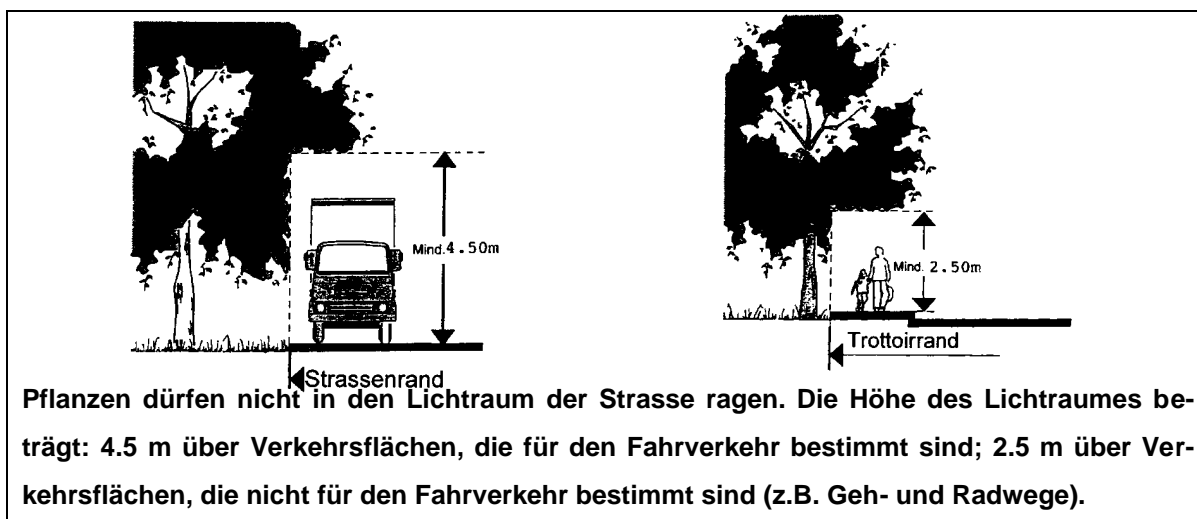 Mind.4.50m
Strassenrand
Mind. 2.50m
Trottoirrand
Pflanzen dürfen nicht in den Lichtraum der Strasse ragen. Die Höhe des Lichtraumes be-
trägt: 4.5 m über Verkehrsflächen, die für den Fahrverkehr bestimmt sind; 2.5 m über Ver-
kehrsflächen, die nicht für den Fahrverkehr bestimmt sind (z.B. Geh- und Radwege).